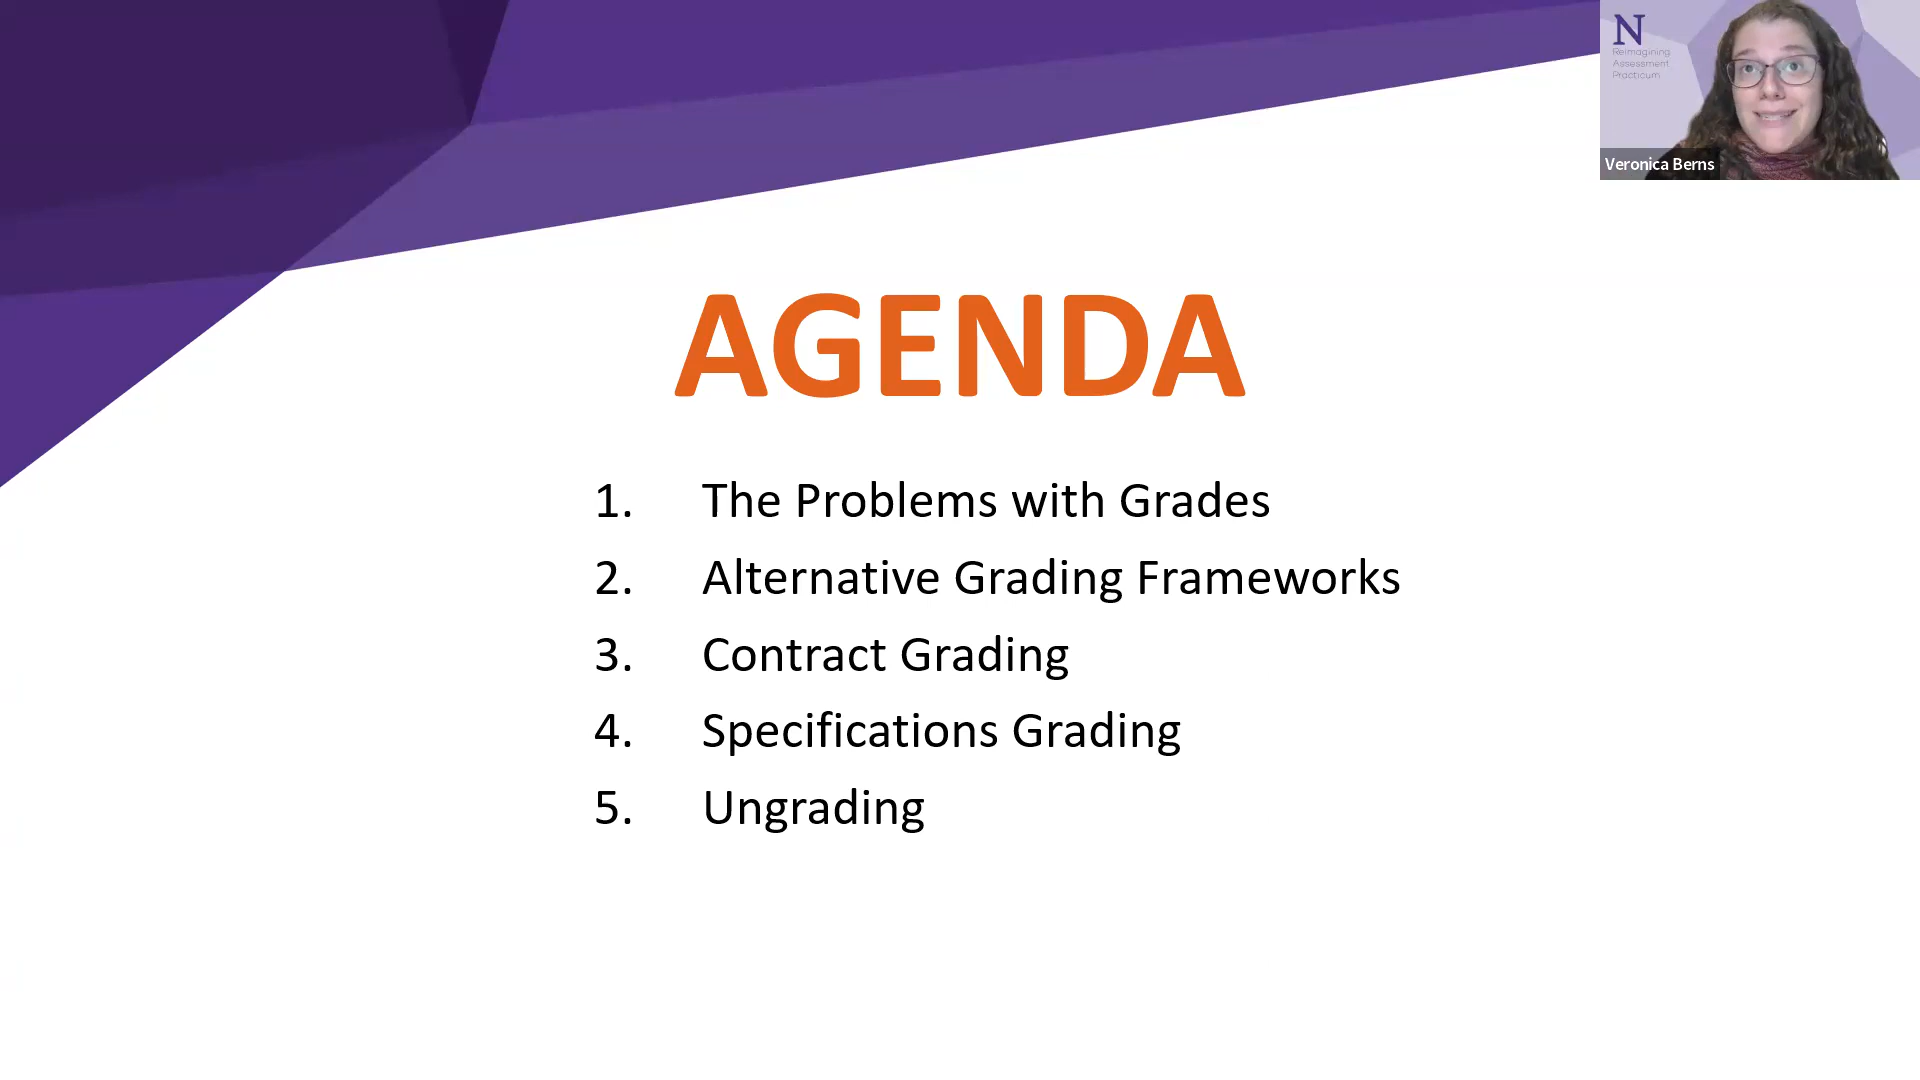 N
Reimagining
Assessment
Practicum
Veronica Berns
AGENDA
1. The Problems with Grades
2. Alternative Grading Frameworks
3. Contract Grading
4. Specifications Grading
5. Ungrading